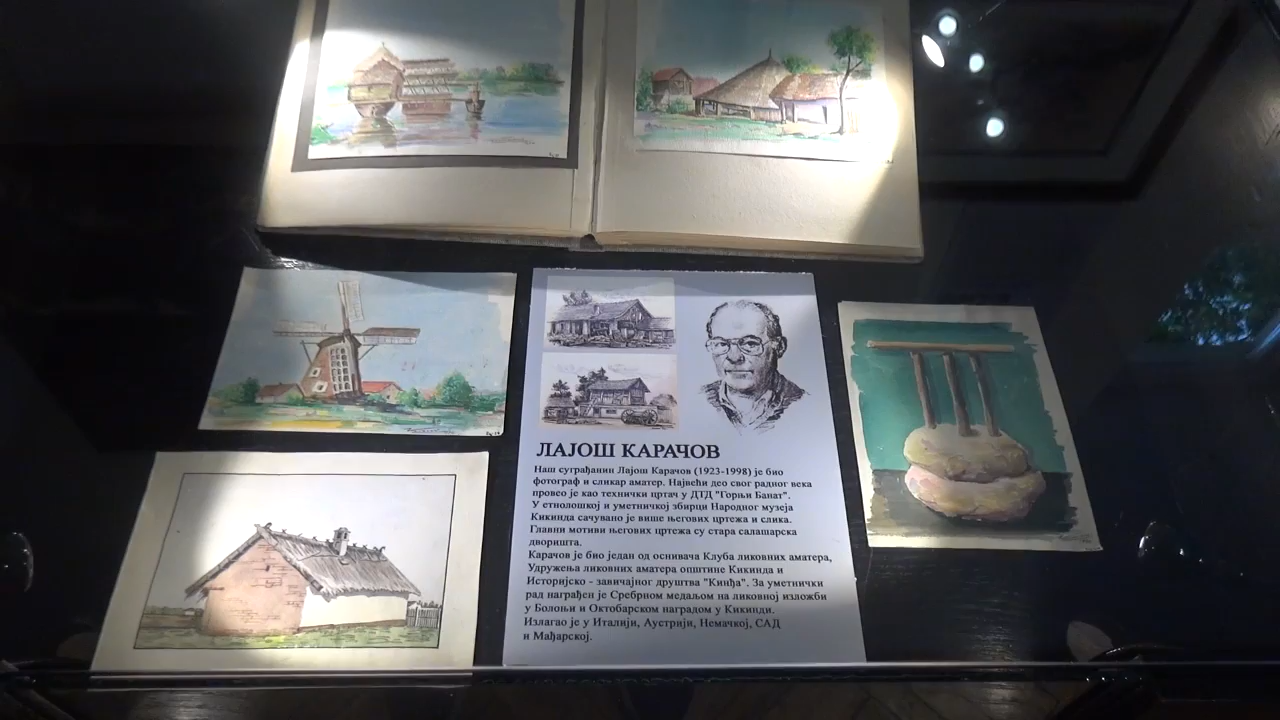 ЛАЈОШ КАРАЧОВ
Наш суграђанин Лајош Карачов (1923-1998) је био
фотограф и сликар аматер. Највећи део свог радног века
провео је као технички цртач у ДТД "Горњи Банат".
У етнолошкој и уметничкој збирци Народног музеја
Кикинда сачувано је више његових цртежа и слика.
Главни мотиви његових цртежа су стара салашарска
дворишта.
Карачов је био један од оснивача Клуба ликовних аматера,
Удружења ликовних аматера општине Кикинда и
Историјско - завичајног друштва "Кинђа". За уметнички
рад награђен је Сребрном медаљом на ликовној изложби
у Болоњи и Октобарском наградом у Кикинди.
Излагао је у Италији, Аустрији, Немачкој, САД
и Мађарској.